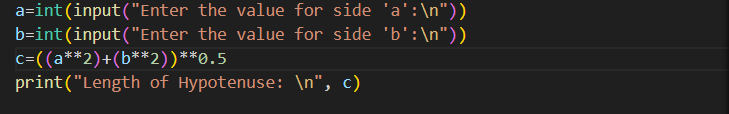 a=int(input("Enter the value for side 'a':\n"))
b=int(input("Enter the value for side 'b':\n"))
c=((a**2)+(b**2))**0.5
print("Length of Hypotenuse: \n", c)